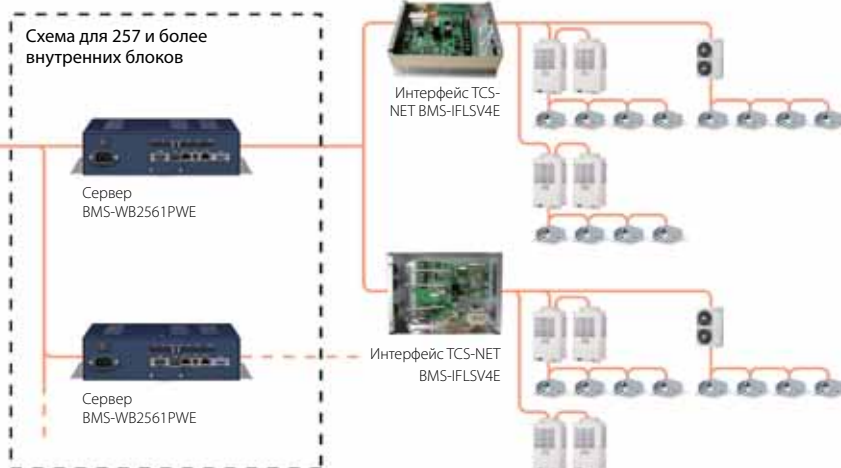 Схема для 257 и более
внутренних блоков
Интерфейс TCS-
NET BMS-IFLSV4E
Сервер
BMS-WB2561PWE
Интерфейс TCS-NET
BMS-IFLSV4E
Сервер
BMS-WB2561PWE